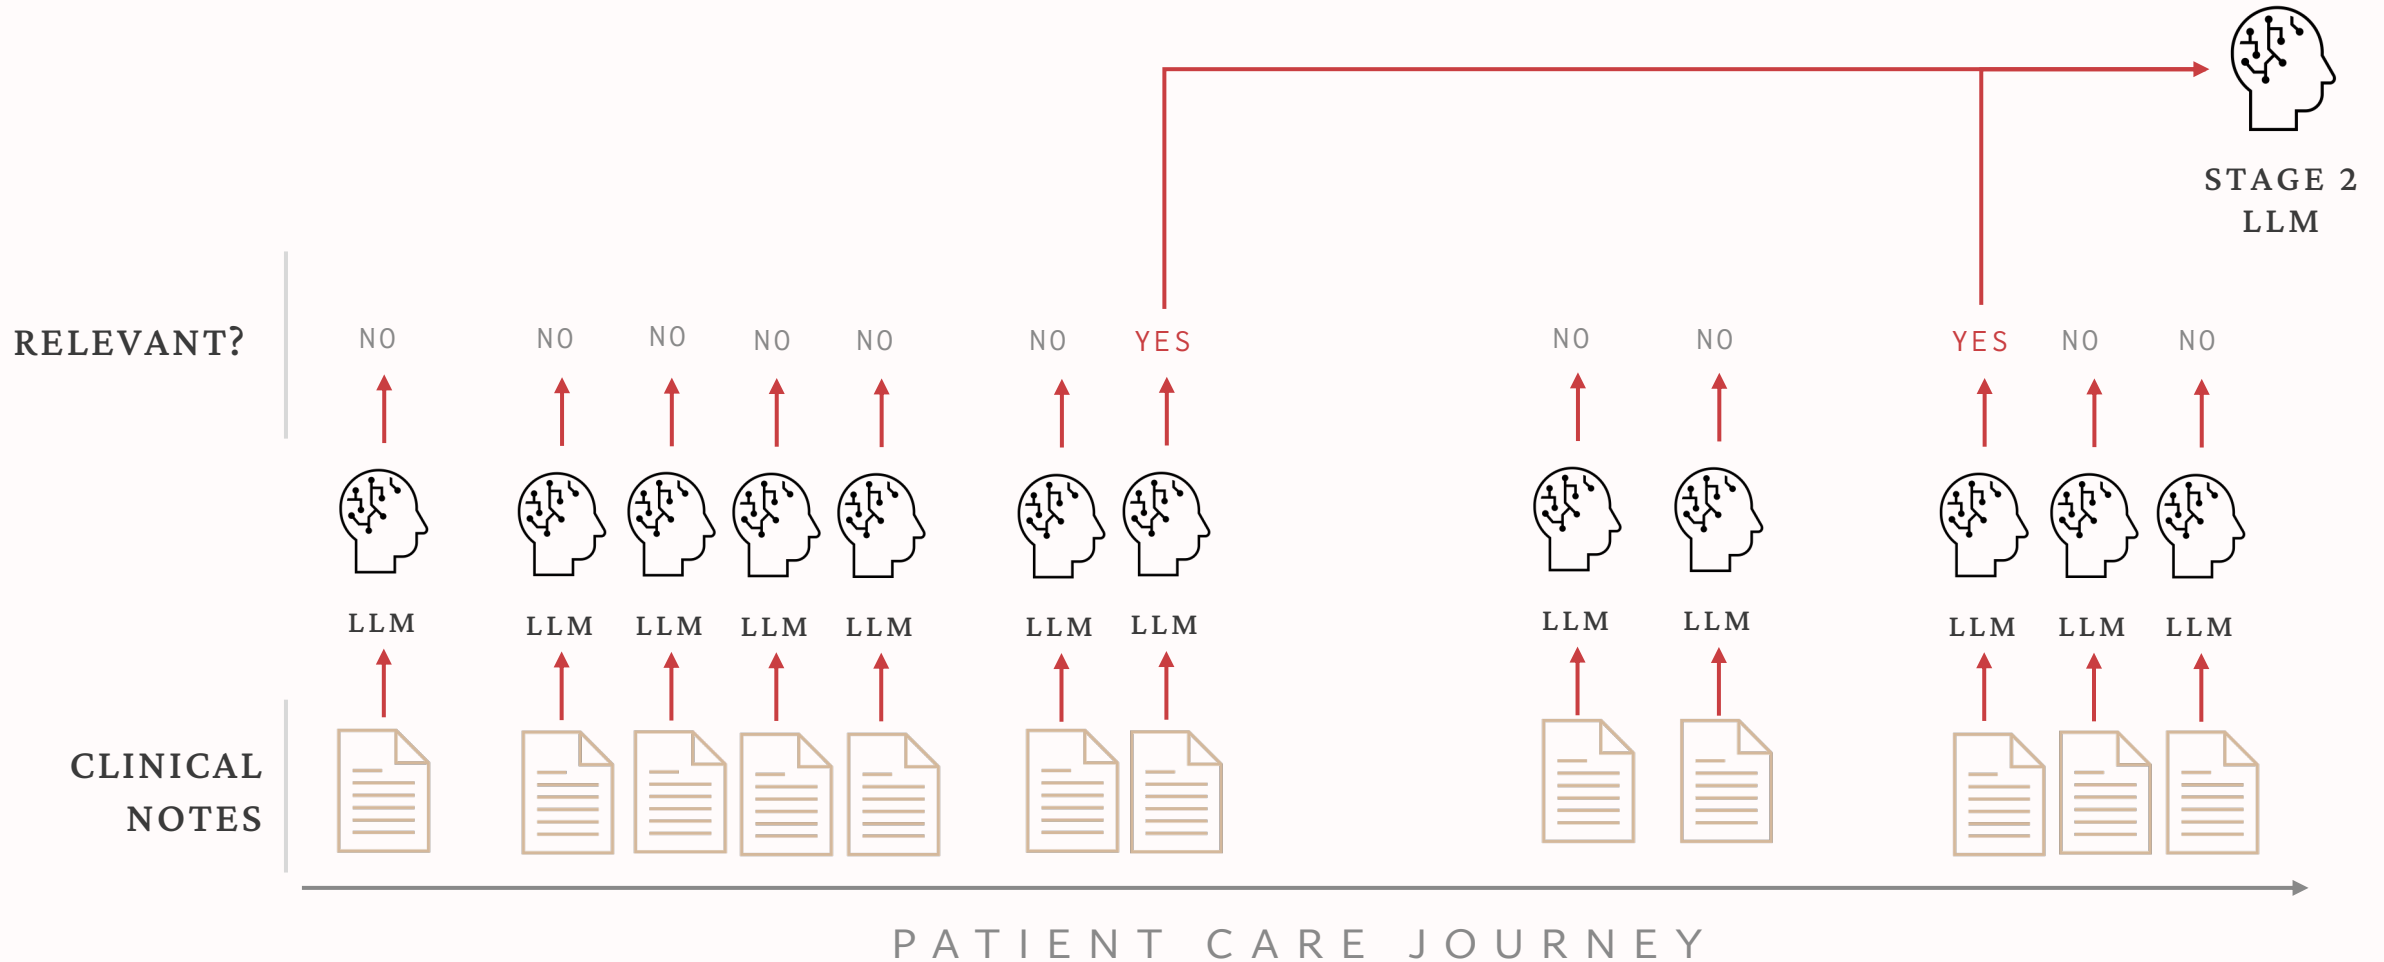 STAGE 2
LLM
RELEVANT?
NO NO NO NO NO NO YES NO NO YES NO NO
LLM LLM LLM LLM LLM LLM LLM LLM LLM LLM LLM LLM
CLINICAL
NOTES
PATIENT CARE JOURNEY